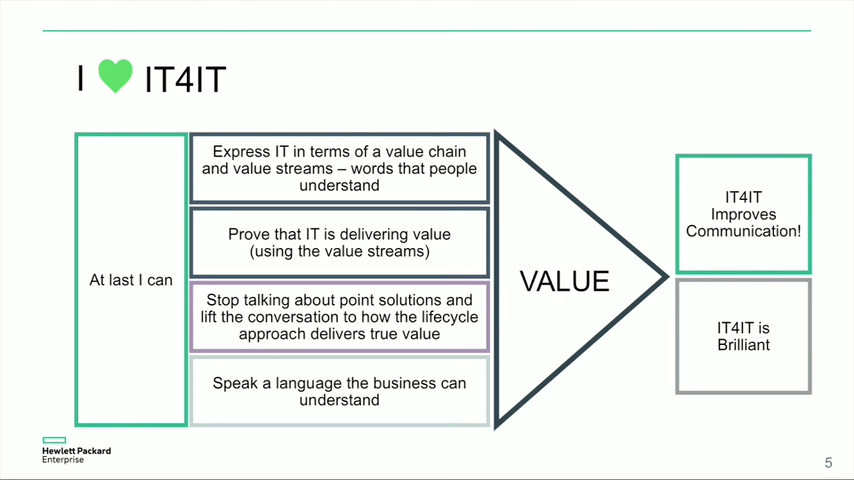 I 💚 IT4IT
At last I can
Express IT in terms of a value chain
and value streams – words that people
understand
Prove that IT is delivering value
(using the value streams)
Stop talking about point solutions and
lift the conversation to how the lifecycle
approach delivers true value
Speak a language the business can
understand
VALUE
IT4IT
Improves
Communication!
IT4IT is
Brilliant
Hewlett Packard
Enterprise
5